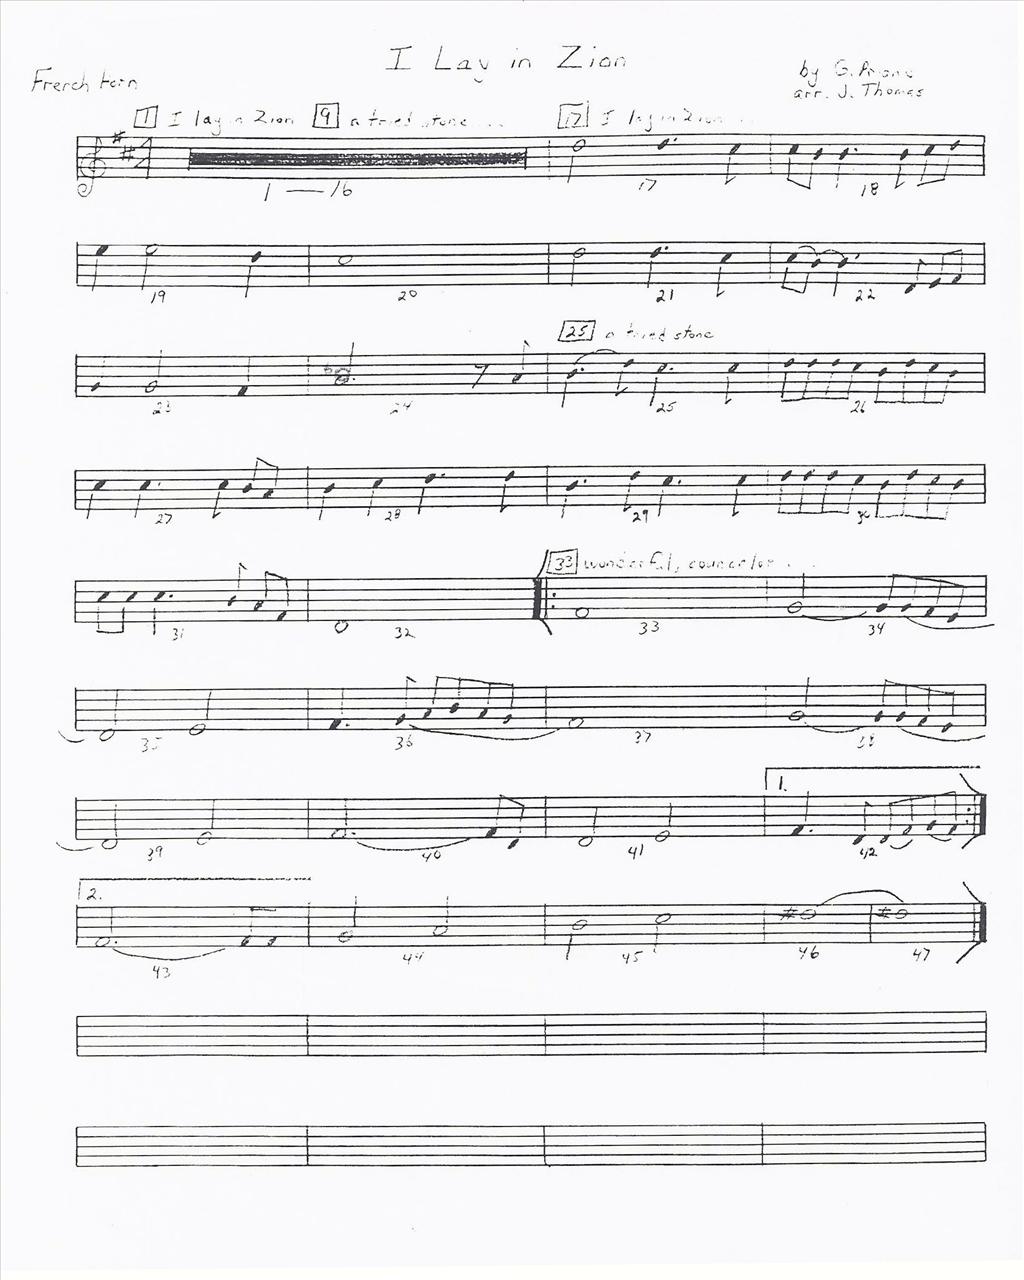 I Lay in Zion
French Horn
by G.
arr. J. Thomas
1 I lay in Zion 9 a tried stone ... 17 I lay in Zion ...
1 — 16 17 18
19 20 21 22
25 a tried stone
23 24 25 26
27 28 29 30
33 wonderful, counselor ...
31 32 33 34
35 36 37 38
1.
39 40 41 42
2.
43 44 45 46 47